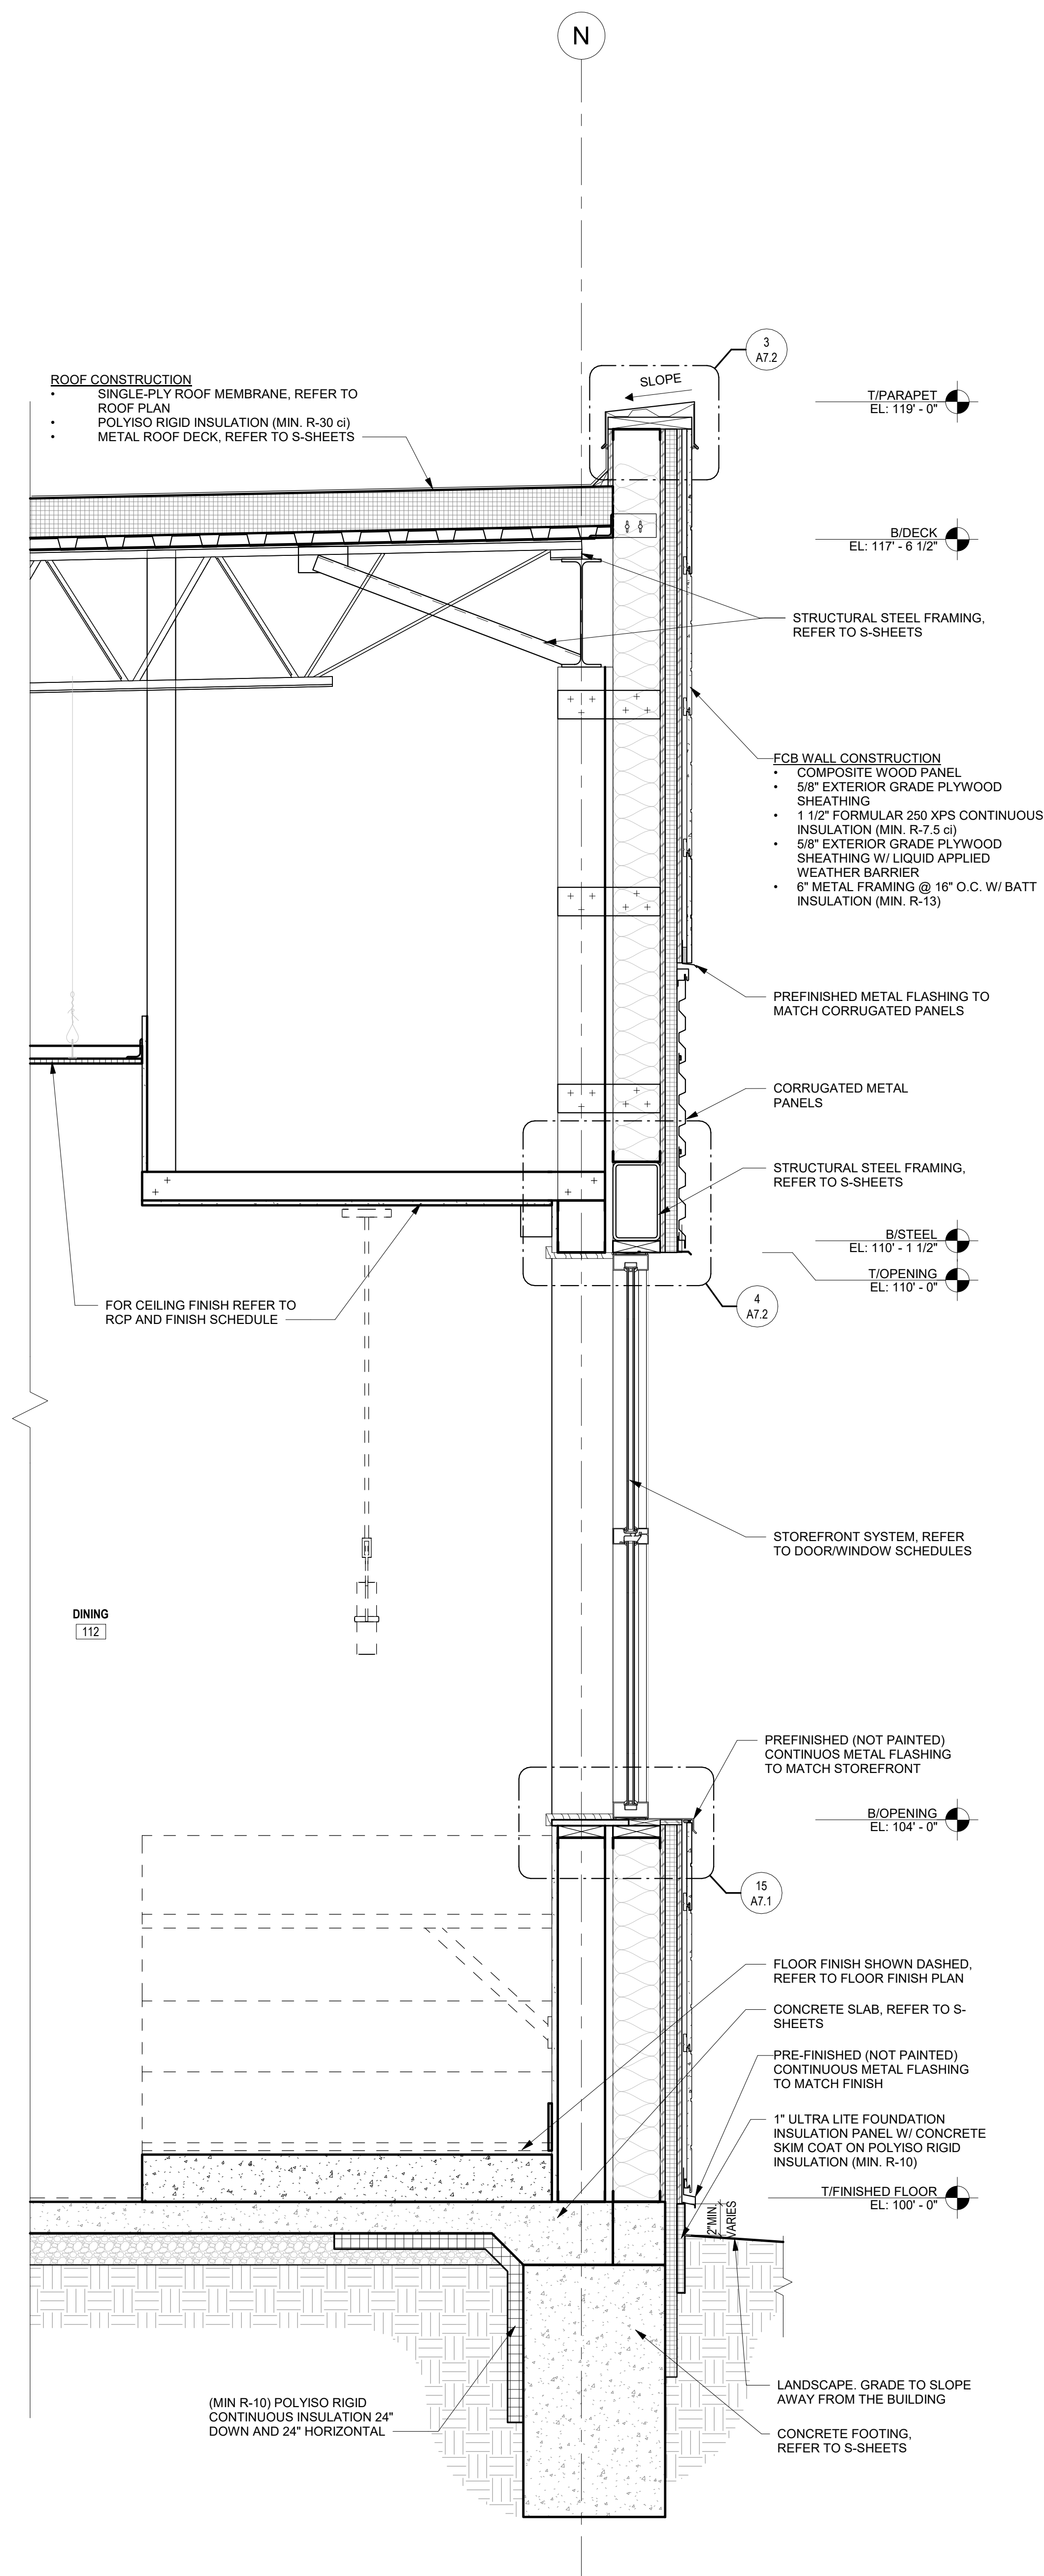 N
3
A7.2
SLOPE
ROOF CONSTRUCTION
• SINGLE-PLY ROOF MEMBRANE, REFER TO
ROOF PLAN
• POLYISO RIGID INSULATION (MIN. R-30 ci)
• METAL ROOF DECK, REFER TO S-SHEETS
T/PARAPET
EL: 119' - 0"
B/DECK
EL: 117' - 6 1/2"
STRUCTURAL STEEL FRAMING,
REFER TO S-SHEETS
FCB WALL CONSTRUCTION
• COMPOSITE WOOD PANEL
• 5/8" EXTERIOR GRADE PLYWOOD
SHEATHING
• 1 1/2" FORMULAR 250 XPS CONTINUOUS
INSULATION (MIN. R-7.5 ci)
• 5/8" EXTERIOR GRADE PLYWOOD
SHEATHING W/ LIQUID APPLIED
WEATHER BARRIER
• 6" METAL FRAMING @ 16" O.C. W/ BATT
INSULATION (MIN. R-13)
PREFINISHED METAL FLASHING TO
MATCH CORRUGATED PANELS
CORRUGATED METAL
PANELS
STRUCTURAL STEEL FRAMING,
REFER TO S-SHEETS
B/STEEL
EL: 110' - 1 1/2"
T/OPENING
EL: 110' - 0"
4
A7.2
FOR CEILING FINISH REFER TO
RCP AND FINISH SCHEDULE
STOREFRONT SYSTEM, REFER
TO DOOR/WINDOW SCHEDULES
DINING
112
PREFINISHED (NOT PAINTED)
CONTINUOS METAL FLASHING
TO MATCH STOREFRONT
B/OPENING
EL: 104' - 0"
15
A7.1
FLOOR FINISH SHOWN DASHED,
REFER TO FLOOR FINISH PLAN
CONCRETE SLAB, REFER TO S-
SHEETS
PRE-FINISHED (NOT PAINTED)
CONTINUOUS METAL FLASHING
TO MATCH FINISH
1" ULTRA LITE FOUNDATION
INSULATION PANEL W/ CONCRETE
SKIM COAT ON POLYISO RIGID
INSULATION (MIN. R-10)
T/FINISHED FLOOR
EL: 100' - 0"
2"MIN.
VARIES
LANDSCAPE. GRADE TO SLOPE
AWAY FROM THE BUILDING
(MIN R-10) POLYISO RIGID
CONTINUOUS INSULATION 24"
DOWN AND 24" HORIZONTAL
CONCRETE FOOTING,
REFER TO S-SHEETS